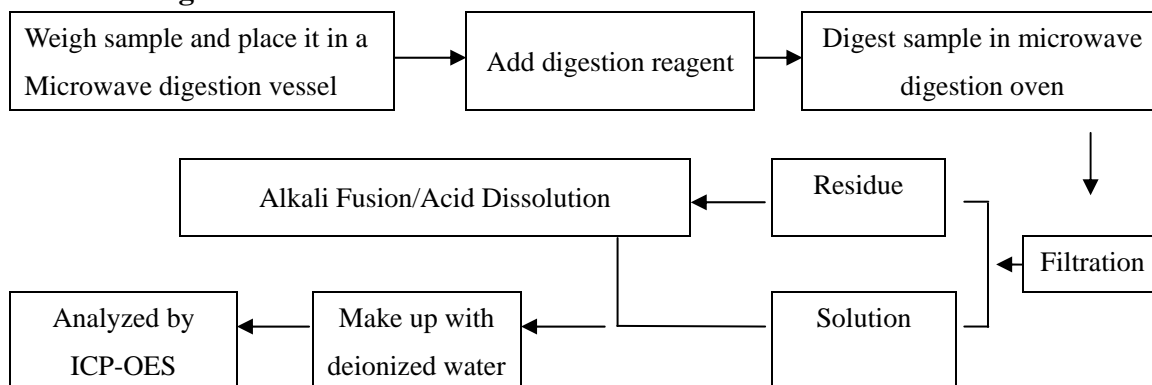 Weigh sample and place it in a
Microwave digestion vessel
Add digestion reagent
Digest sample in microwave
digestion oven
Alkali Fusion/Acid Dissolution
Residue
Filtration
Analyzed by
ICP-OES
Make up with
deionized water
Solution